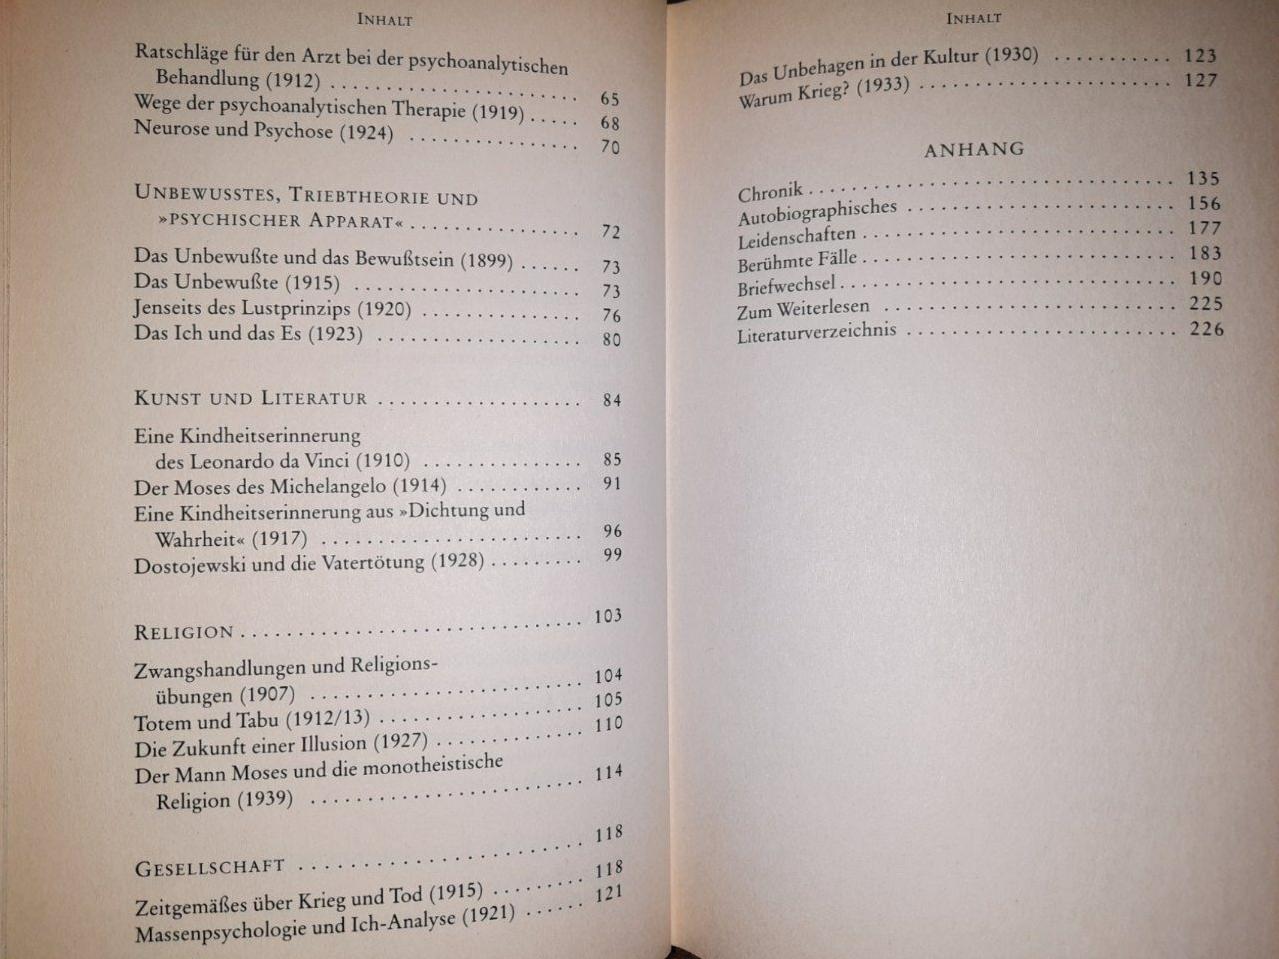 Inhalt
Ratschläge für den Arzt bei der psychoanalytischen
Behandlung (1912) . . . . . . . . . . . . . . . . . . . . 65
Wege der psychoanalytischen Therapie (1919) . . . . . 68
Neurose und Psychose (1924) . . . . . . . . . . . . . . 70
Unbewusstes, Triebtheorie und
»psychischer Apparat« . . . . . . . . . . . . . . 72
Das Unbewußte und das Bewußtsein (1899) . . . . . . 73
Das Unbewußte (1915) . . . . . . . . . . . . . . . . . . 73
Jenseits des Lustprinzips (1920) . . . . . . . . . . . . . 76
Das Ich und das Es (1923) . . . . . . . . . . . . . . . . 80
Kunst und Literatur . . . . . . . . . . . . . . . . . 84
Eine Kindheitserinnerung
des Leonardo da Vinci (1910) . . . . . . . . . . . . . 85
Der Moses des Michelangelo (1914) . . . . . . . . . . 91
Eine Kindheitserinnerung aus »Dichtung und
Wahrheit« (1917) . . . . . . . . . . . . . . . . . . . . . 96
Dostojewski und die Vatertötung (1928) . . . . . . . . 99
Religion . . . . . . . . . . . . . . . . . . . . . . . . . . . 103
Zwangshandlungen und Religions-
übungen (1907) . . . . . . . . . . . . . . . . . . . . . . 104
Totem und Tabu (1912/13) . . . . . . . . . . . . . . . . 105
Die Zukunft einer Illusion (1927) . . . . . . . . . . . . 110
Der Mann Moses und die monotheistische
Religion (1939) . . . . . . . . . . . . . . . . . . . . . . 114
Gesellschaft . . . . . . . . . . . . . . . . . . . . . . 118
Zeitgemäßes über Krieg und Tod (1915) . . . . . . . . 118
Massenpsychologie und Ich-Analyse (1921) . . . . . . 121
Inhalt
Das Unbehagen in der Kultur (1930) . . . . . . . . . . 123
Warum Krieg? (1933) . . . . . . . . . . . . . . . . . . . 127
ANHANG
Chronik . . . . . . . . . . . . . . . . . . . . . . . . . . . 135
Autobiographisches . . . . . . . . . . . . . . . . . . . . 156
Leidenschaften . . . . . . . . . . . . . . . . . . . . . . . 177
Berühmte Fälle . . . . . . . . . . . . . . . . . . . . . . . 183
Briefwechsel . . . . . . . . . . . . . . . . . . . . . . . . . 190
Zum Weiterlesen . . . . . . . . . . . . . . . . . . . . . . 225
Literaturverzeichnis . . . . . . . . . . . . . . . . . . . . 226